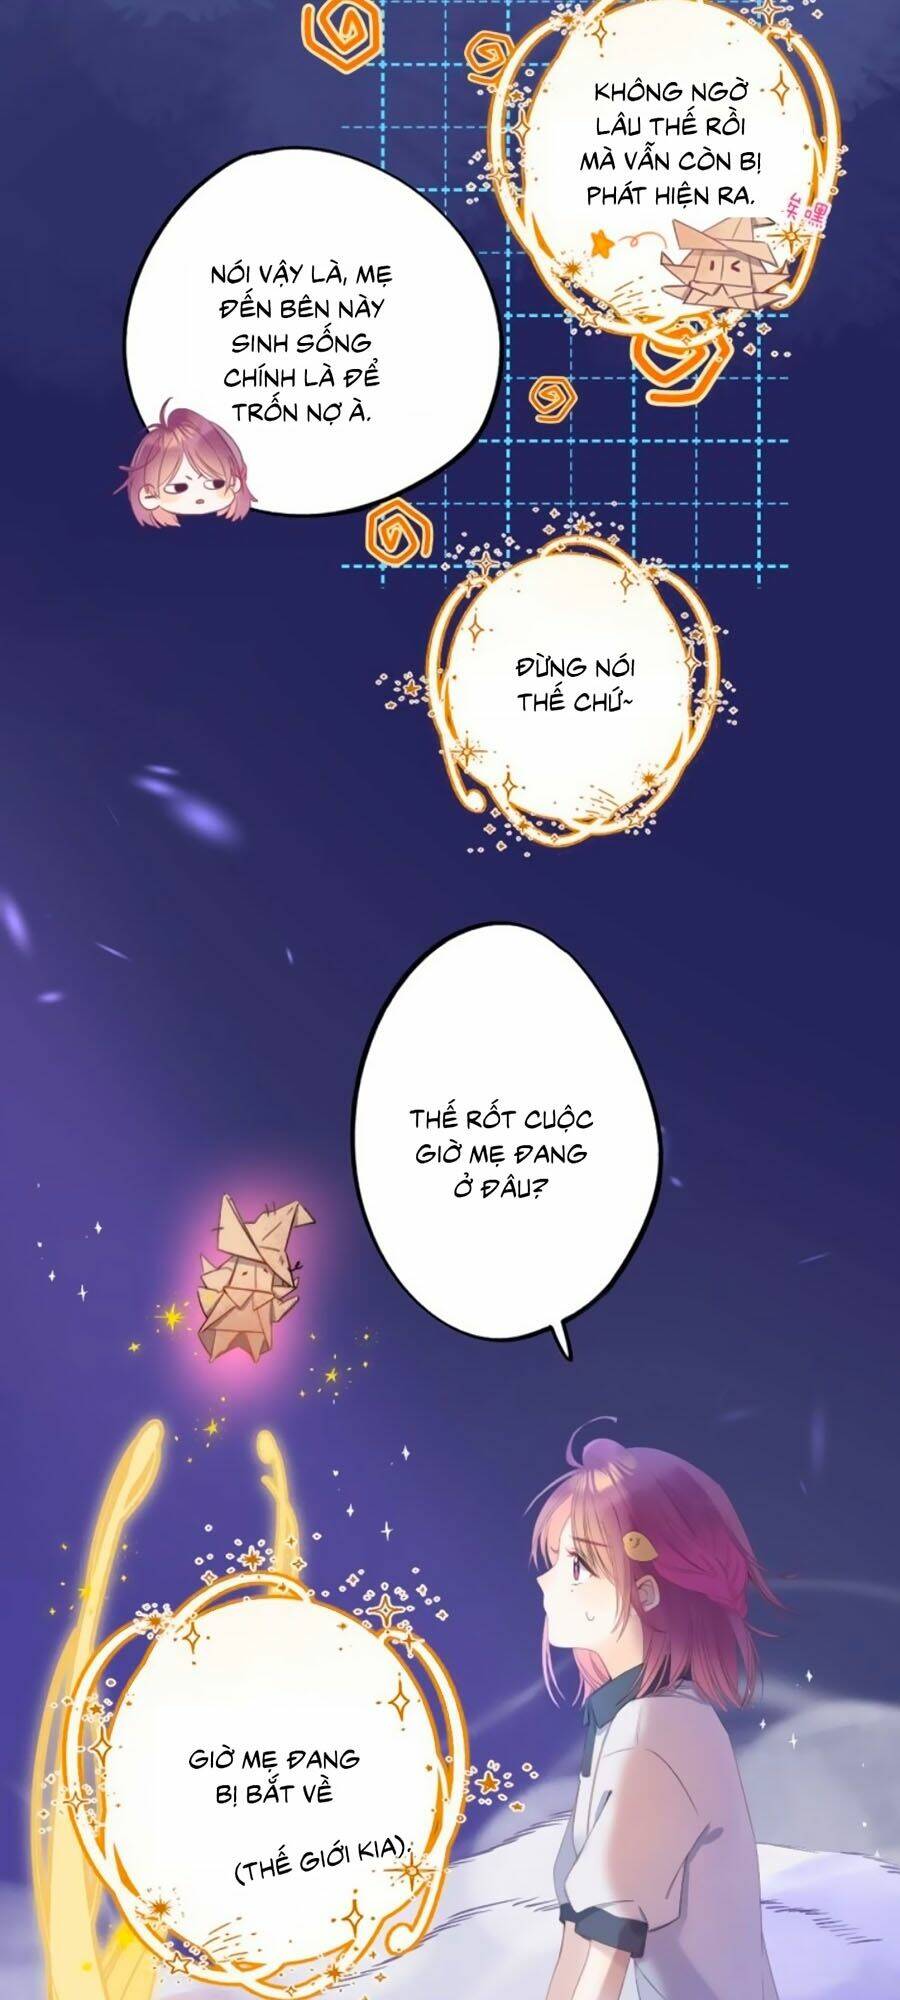 KHÔNG NGỜ
LÂU THẾ RỒI
MÀ VẪN CÒN BỊ
PHÁT HIỆN RA.
笨嘿
NÓI VẬY LÀ, MẸ
ĐẾN BÊN NÀY
SINH SỐNG
CHÍNH LÀ ĐỂ
TRỐN NỢ À.
ĐỪNG NÓI
THẾ CHỨ~
THẾ RỐT CUỘC
GIỜ MẸ ĐANG
Ở ĐÂU?
GIỜ MẸ ĐANG
BỊ BẮT VỀ
(THẾ GIỚI KIA).